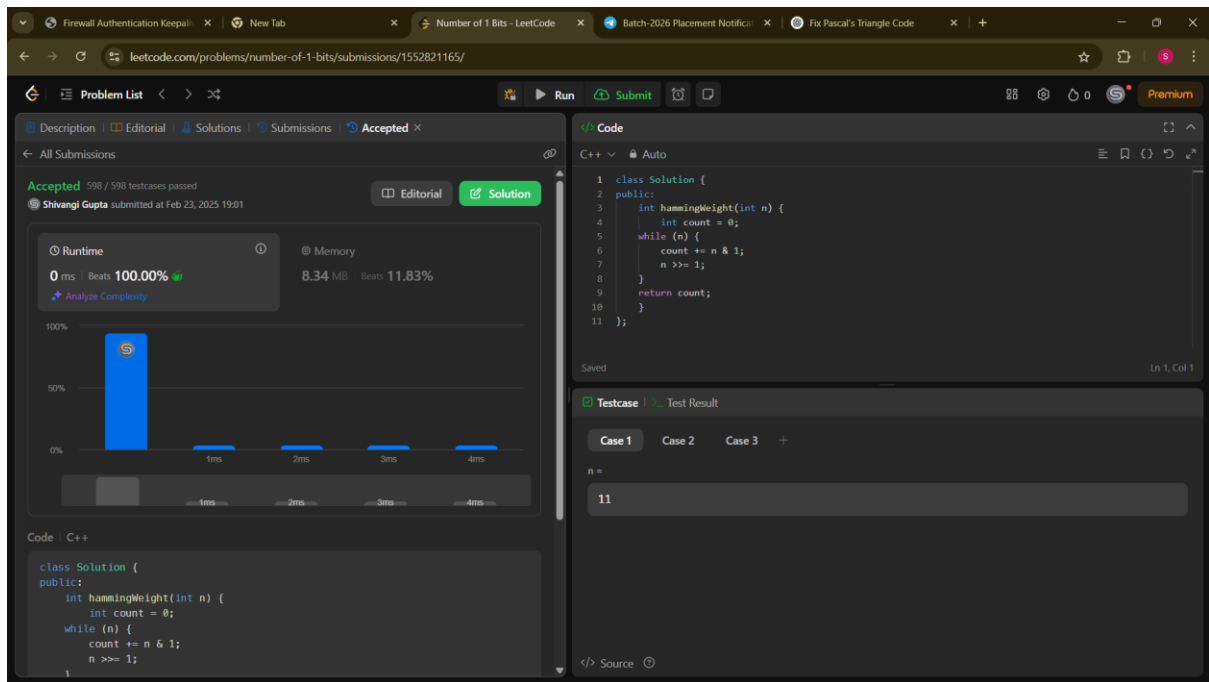 Firewall Authentication Keepaliv
New Tab
Number of 1 Bits - LeetCode
Batch-2026 Placement Notificat
Fix Pascal's Triangle Code
leetcode.com/problems/number-of-1-bits/submissions/1552821165/
S
Problem List
Run
Submit
0
Premium
Description
Editorial
Solutions
Submissions
Accepted
All Submissions
Accepted 598 / 598 testcases passed
Shivangi Gupta submitted at Feb 23, 2025 19:01
Editorial
Solution
Runtime
0 ms Beats 100.00%
Analyze Complexity
Memory
8.34 MB Beats 11.83%
100%
50%
0%
1ms 2ms 3ms 4ms
1ms 2ms 3ms 4ms
Code C++
class Solution {
public:
int hammingWeight(int n) {
int count = 0;
while (n) {
count += n & 1;
n >>= 1;
}
</> Code
C++ Auto
1 class Solution {
2 public:
3 int hammingWeight(int n) {
4 int count = 0;
5 while (n) {
6 count += n & 1;
7 n >>= 1;
8 }
9 return count;
10 }
11 };
Saved
Ln 1, Col 1
Testcase
Test Result
Case 1 Case 2 Case 3 +
n =
11
</> Source